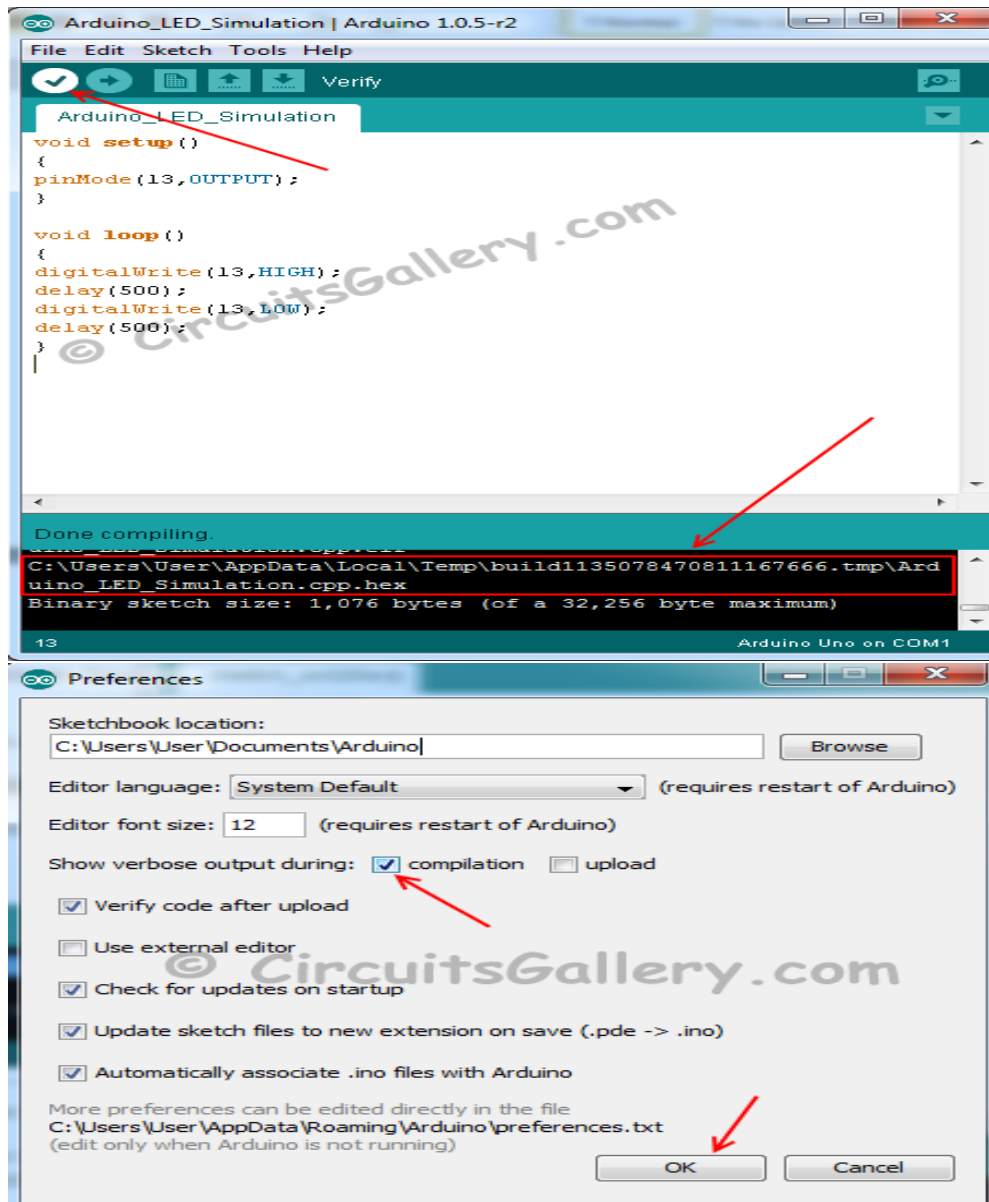 Arduino_LED_Simulation | Arduino 1.0.5-r2
File Edit Sketch Tools Help
Verify
Arduino_LED_Simulation
void setup()
{
pinMode(13,OUTPUT);
}
void loop()
{
digitalWrite(13,HIGH);
delay(500);
digitalWrite(13,LOW);
delay(500);
}
© CircuitsGallery.com
Done compiling.
C:\Users\User\AppData\Local\Temp\build1135078470811167666.tmp\Ard
uino_LED_Simulation.cpp.hex
Binary sketch size: 1,076 bytes (of a 32,256 byte maximum)
13
Arduino Uno on COM1
Preferences
Sketchbook location:
C:\Users\User\Documents\Arduino
Browse
Editor language: System Default (requires restart of Arduino)
Editor font size: 12 (requires restart of Arduino)
Show verbose output during: compilation upload
Verify code after upload
Use external editor
© CircuitsGallery.com
Check for updates on startup
Update sketch files to new extension on save (.pde -> .ino)
Automatically associate .ino files with Arduino
More preferences can be edited directly in the file
C:\Users\User\AppData\Roaming\Arduino\preferences.txt
(edit only when Arduino is not running)
OK Cancel